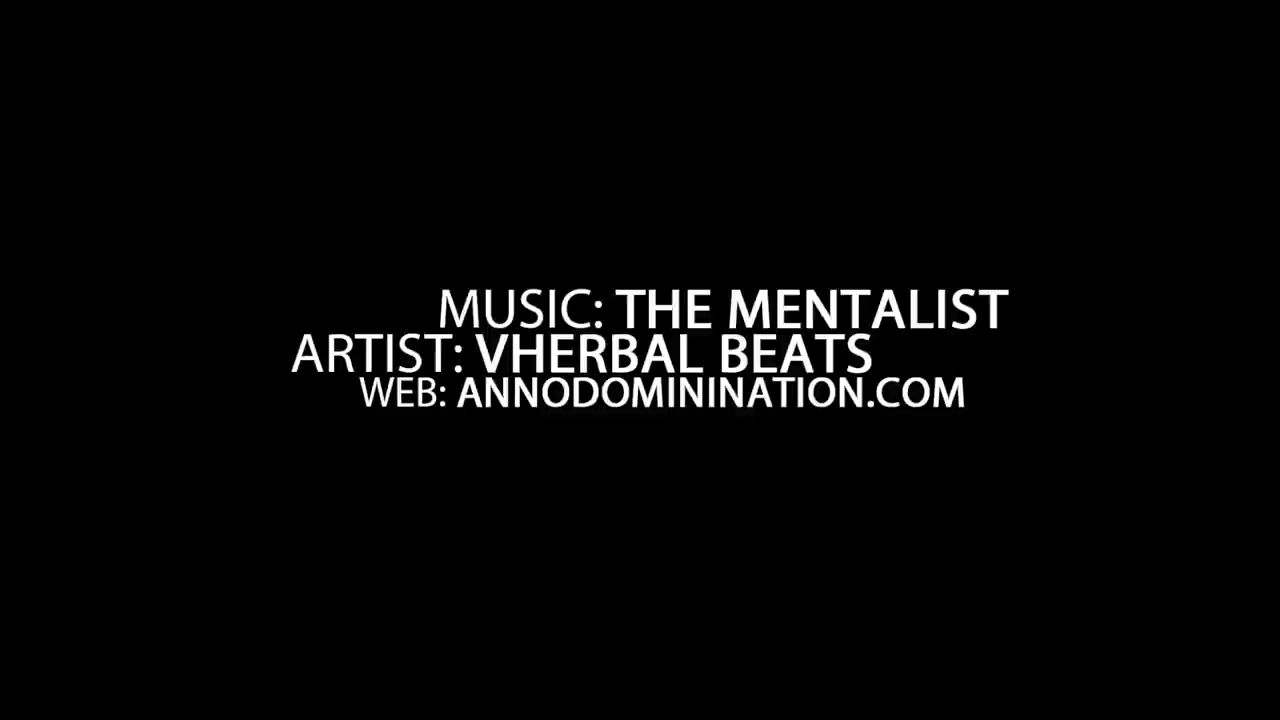 MUSIC: THE MENTALIST
ARTIST: VHERBAL BEATS
WEB: ANNODOMININATION.COM